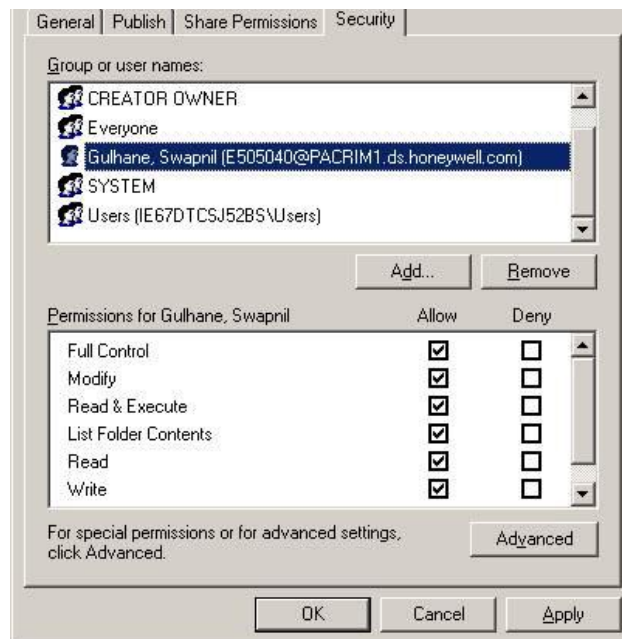 General Publish Share Permissions Security
Group or user names:
CREATOR OWNER
Everyone
Gulhane, Swapnil (E505040@PACRIM1.ds.honeywell.com)
SYSTEM
Users (IE67DTCSJ52BS\Users)
Add... Remove
Permissions for Gulhane, Swapnil Allow Deny
Full Control
Modify
Read & Execute
List Folder Contents
Read
Write
For special permissions or for advanced settings,
click Advanced.
Advanced
OK Cancel Apply